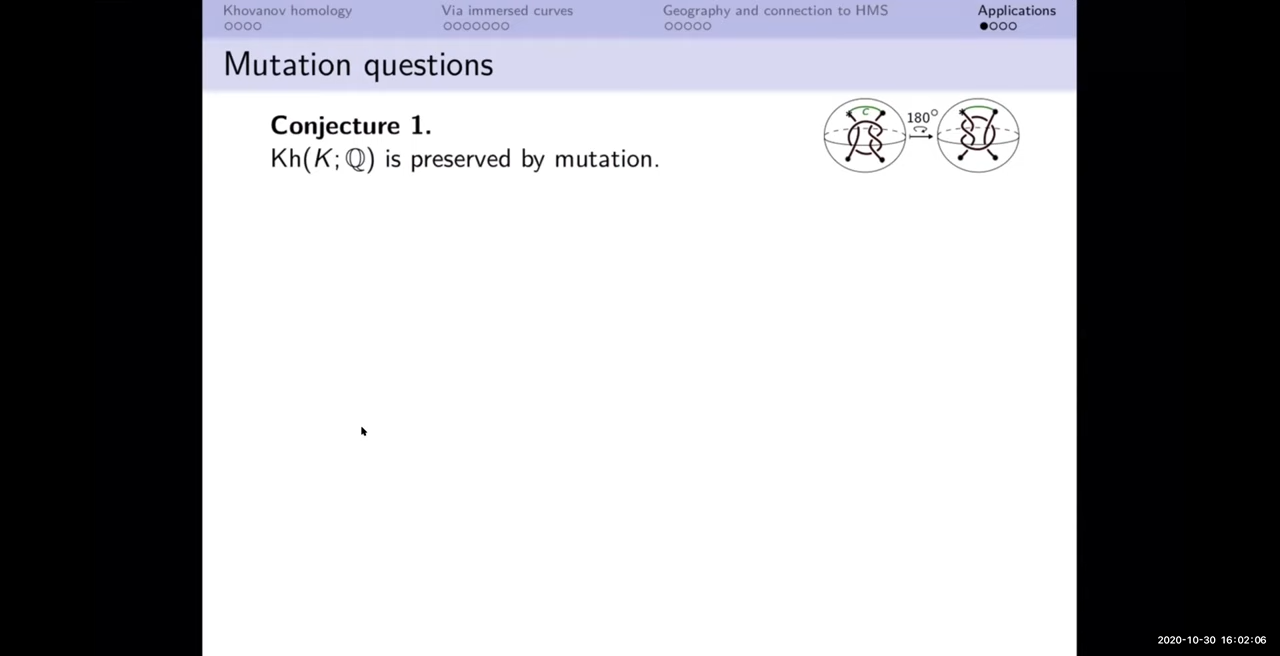 Khovanov homology Via immersed curves Geography and connection to HMS Applications
Mutation questions
Conjecture 1.
Kh(K; ℚ) is preserved by mutation.
c
180°
2020-10-30 16:02:06